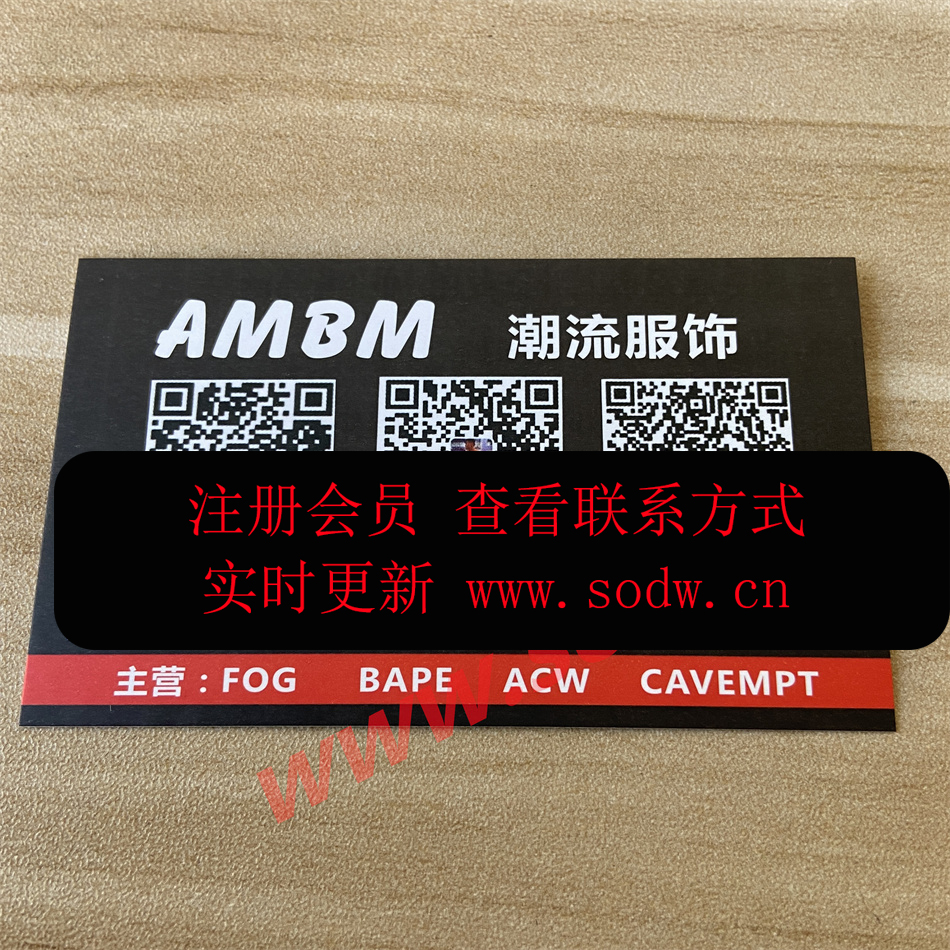 AMBM 潮流服饰
注册会员 查看联系方式
实时更新 www.sodw.cn
主营：FOG BAPE ACW CAVEMPT
www.